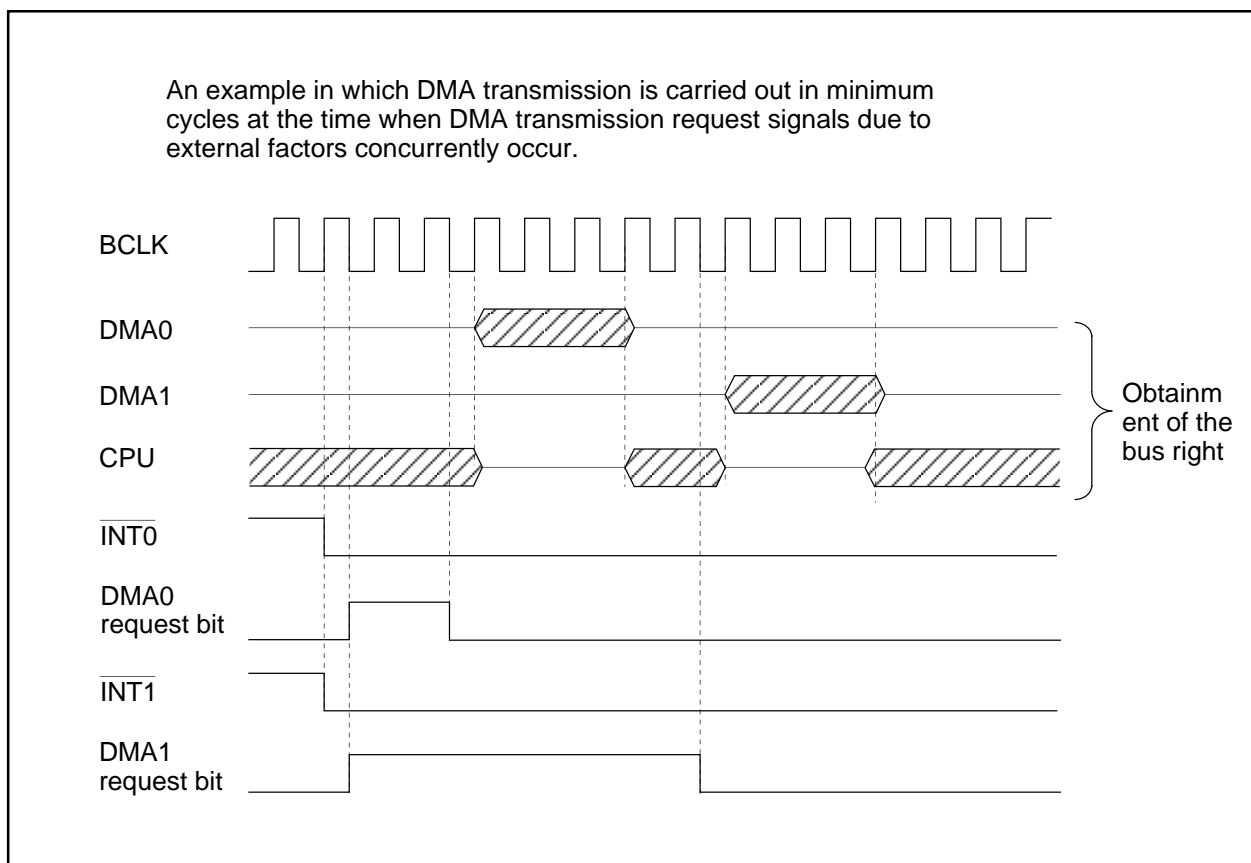 An example in which DMA transmission is carried out in minimum
cycles at the time when DMA transmission request signals due to
external factors concurrently occur.
BCLK
DMA0
DMA1
CPU
Obtainm
ent of the
bus right
INT0
DMA0
request bit
INT1
DMA1
request bit